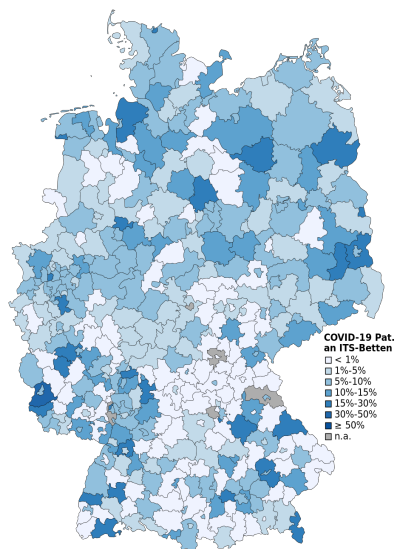 COVID-19 Pat.
an ITS-Betten
< 1%
1%-5%
5%-10%
10%-15%
15%-30%
30%-50%
≥ 50%
n.a.